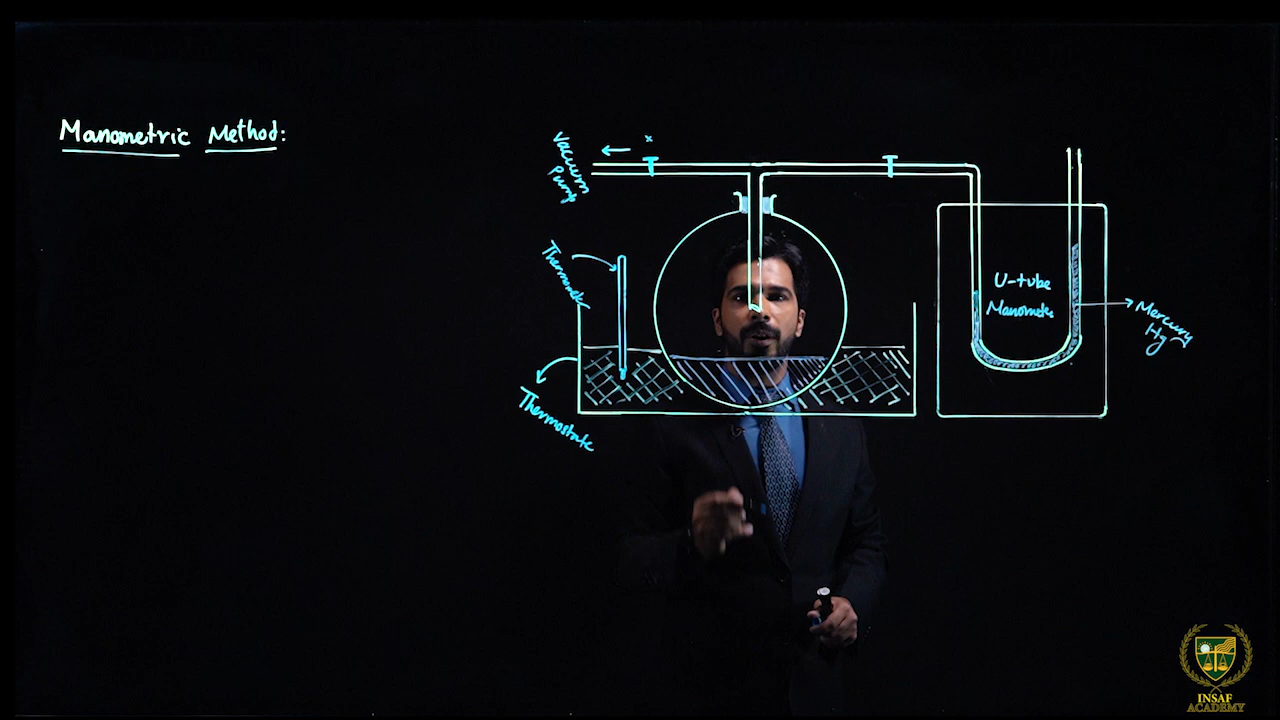 Manometric Method:
Vacuum
Pump
x
Thermometer
Thermostate
U-tube
Manometer
Mercury
Hg
INSAF
ACADEMY